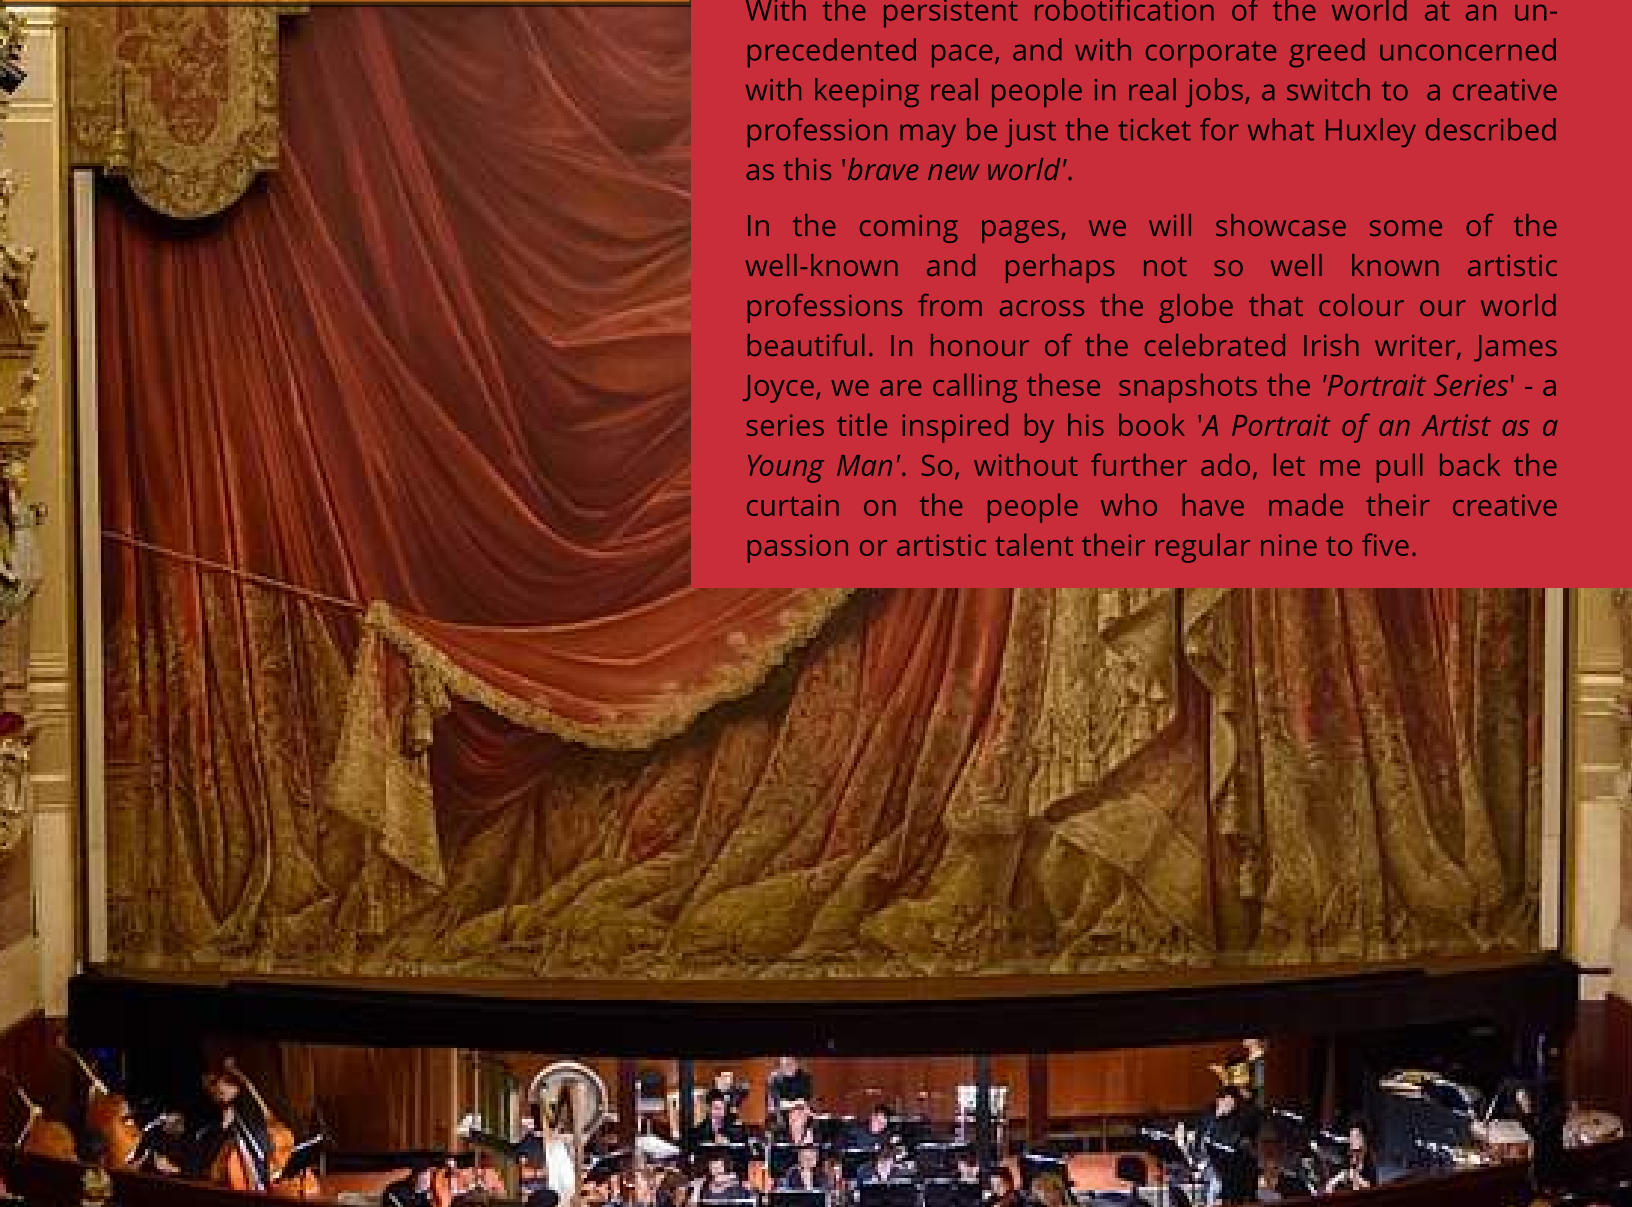 With the persistent robotification of the world at an un-
precedented pace, and with corporate greed unconcerned
with keeping real people in real jobs, a switch to  a creative
profession may be just the ticket for what Huxley described
as this 'brave new world'.
In the coming pages, we will showcase some of the
well-known and perhaps not so well known artistic
professions from across the globe that colour our world
beautiful. In honour of the celebrated Irish writer, James
Joyce, we are calling these  snapshots the 'Portrait Series' - a
series title inspired by his book 'A Portrait of an Artist as a
Young Man'. So, without further ado, let me pull back the
curtain on the people who have made their creative
passion or artistic talent their regular nine to five.